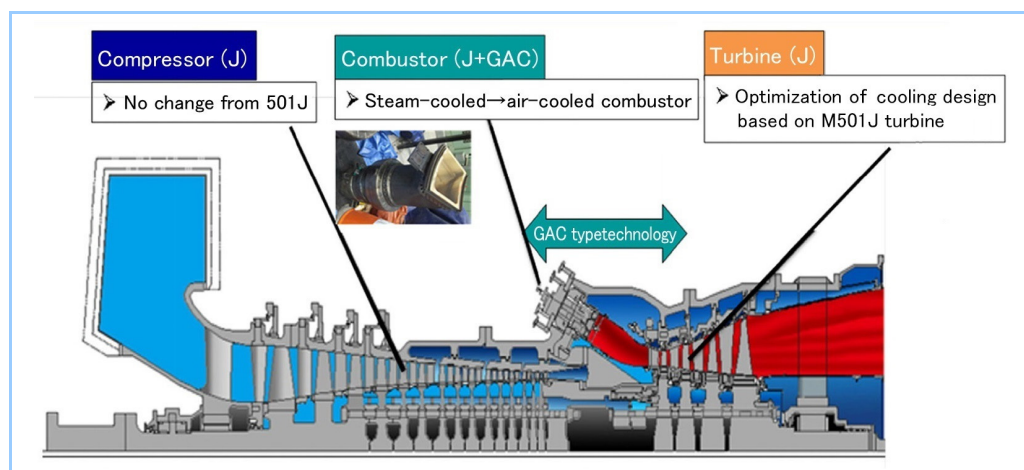 Compressor (J)
➤ No change from 501J
Combustor (J+GAC)
➤ Steam-cooled→air-cooled combustor
Turbine (J)
➤ Optimization of cooling design
based on M501J turbine
GAC typetechnology